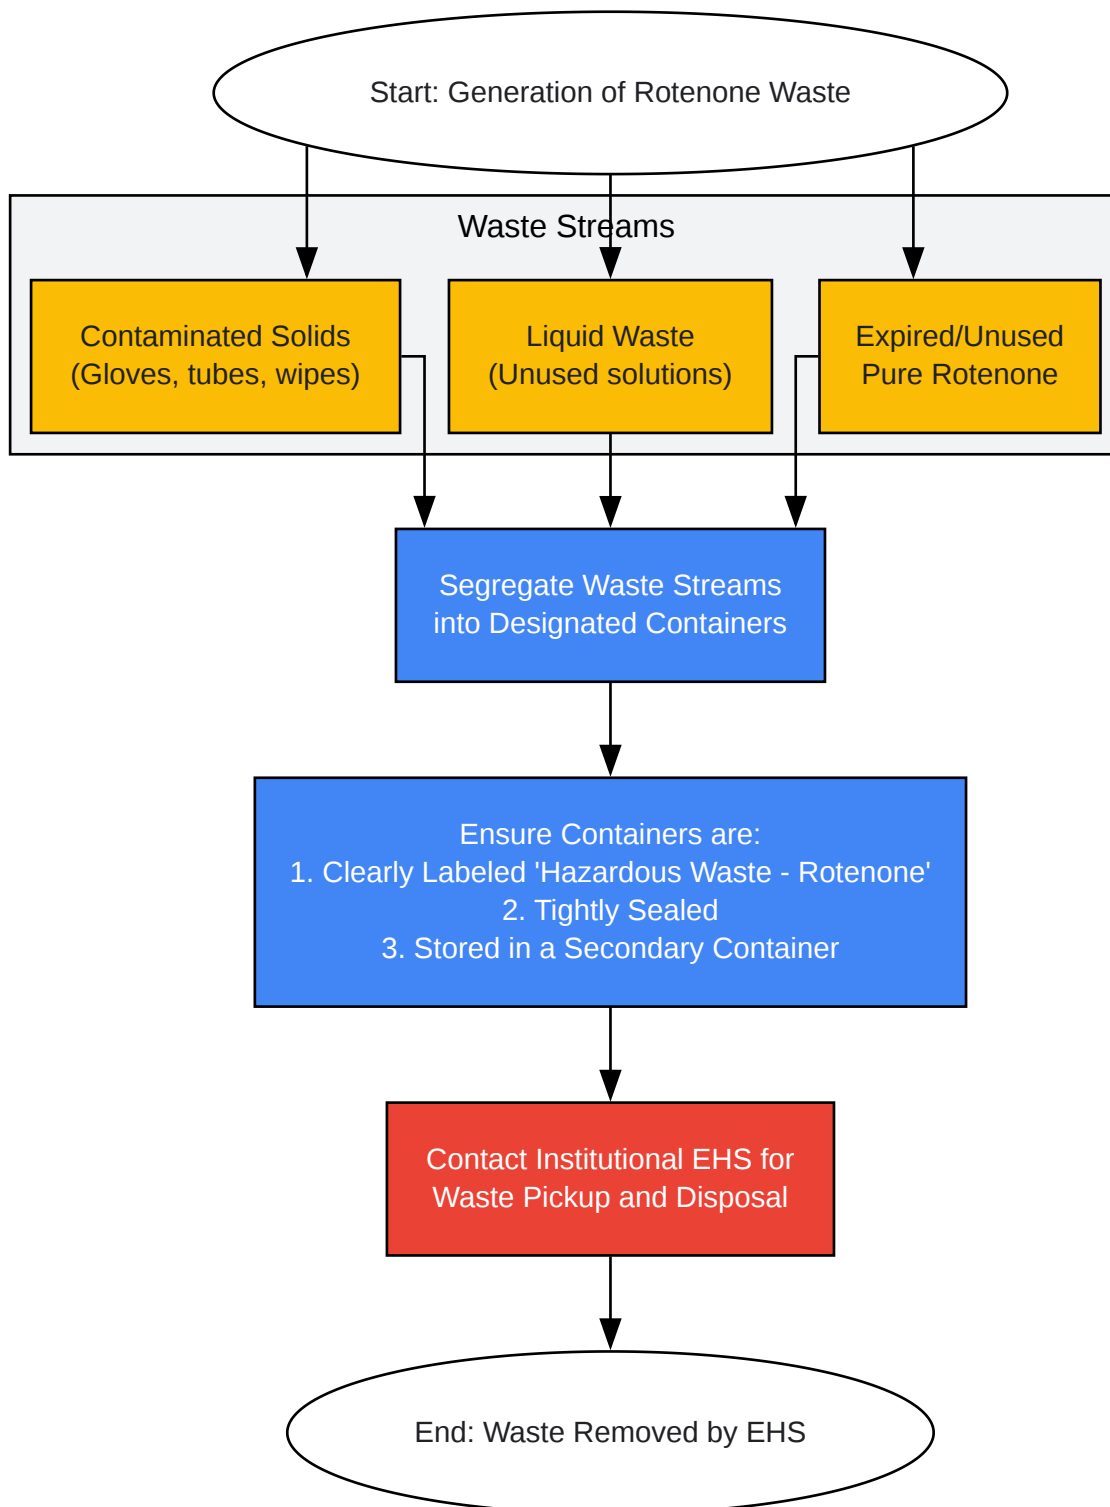 Start: Generation of Rotenone Waste
Waste Streams
Contaminated Solids
(Gloves, tubes, wipes)
Liquid Waste
(Unused solutions)
Expired/Unused
Pure Rotenone
Segregate Waste Streams
into Designated Containers
Ensure Containers are:
1. Clearly Labeled 'Hazardous Waste - Rotenone'
2. Tightly Sealed
3. Stored in a Secondary Container
Contact Institutional EHS for
Waste Pickup and Disposal
End: Waste Removed by EHS